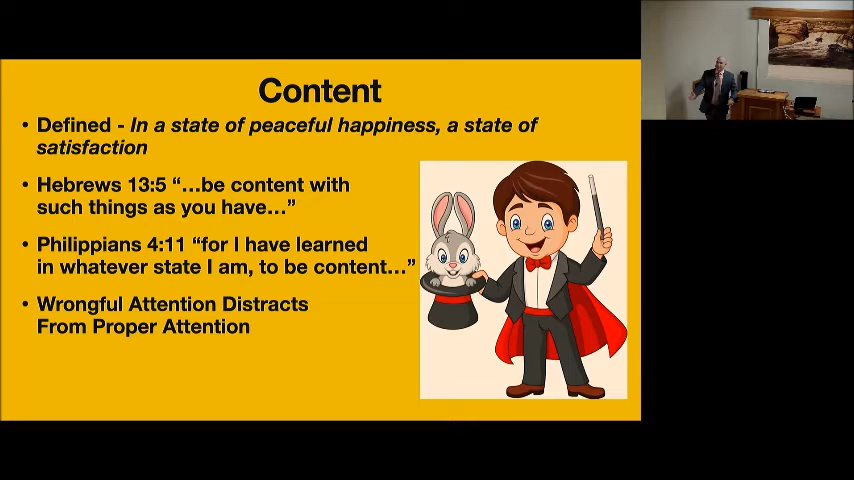 Content
• Defined - In a state of peaceful happiness, a state of
satisfaction
• Hebrews 13:5 “…be content with
such things as you have…”
• Philippians 4:11 “for I have learned
in whatever state I am, to be content…”
• Wrongful Attention Distracts
From Proper Attention